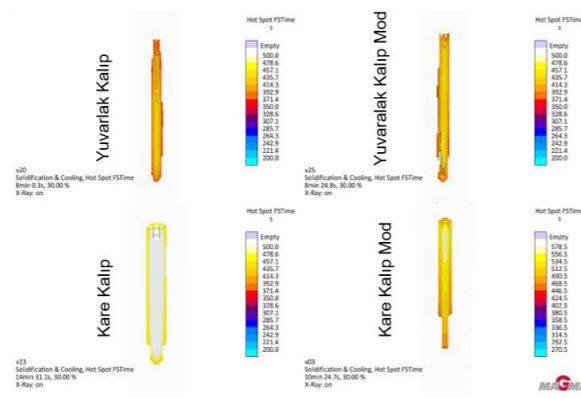 Yuvarlak Kalıp
Hot Spot FSTime
s
Empty
500.0
478.6
457.1
435.7
414.3
392.9
371.4
350.0
328.6
307.1
285.7
264.3
242.9
221.4
200.0
v20
Solidification & Cooling, Hot Spot FSTime
8min 0.3s, 30.00 %
X-Ray: on
Yuvaralak Kalıp Mod
Hot Spot FSTime
s
Empty
500.0
478.6
457.1
435.7
414.3
392.9
371.4
350.0
328.6
307.1
285.7
264.3
242.9
221.4
200.0
v25
Solidification & Cooling, Hot Spot FSTime
8min 24.8s, 30.00 %
X-Ray: on
Kare Kalıp
Hot Spot FSTime
s
Empty
500.0
478.6
457.1
435.7
414.3
392.9
371.4
350.0
328.6
307.1
285.7
264.3
242.9
221.4
200.0
v13
Solidification & Cooling, Hot Spot FSTime
14min 31.1s, 30.00 %
X-Ray: on
Kare Kalıp Mod
Hot Spot FSTime
s
Empty
578.5
556.5
534.5
512.5
490.5
468.5
446.5
424.5
402.5
380.5
358.5
336.5
314.5
292.5
270.5
v03
Solidification & Cooling, Hot Spot FSTime
10min 24.7s, 30.00 %
X-Ray: on
MAGMA